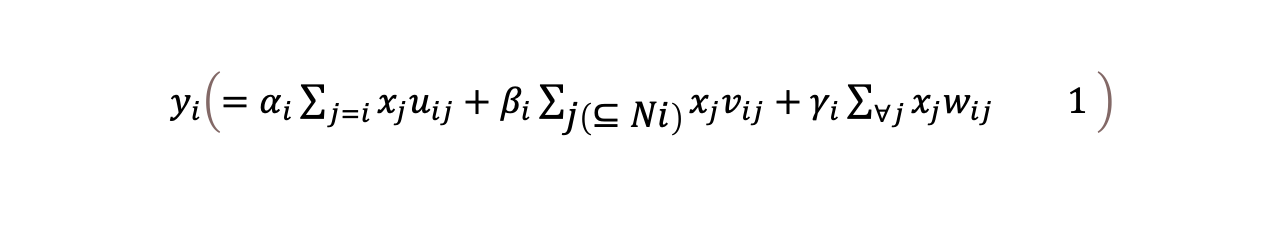 yᵢ(= αᵢ ∑ⱼ₌ᵢ xⱼuᵢⱼ + βᵢ ∑j(⊆ Ni) xⱼvᵢⱼ + γᵢ ∑∀ⱼ xⱼwᵢⱼ 1)